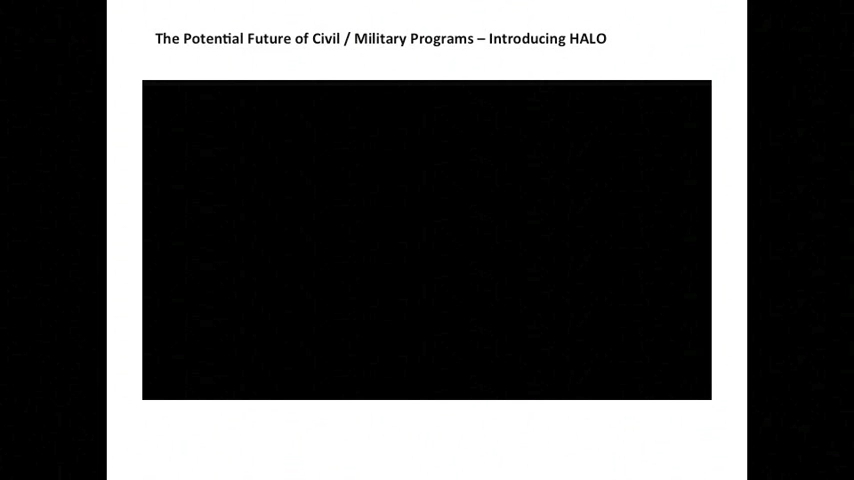 The Potential Future of Civil / Military Programs – Introducing HALO